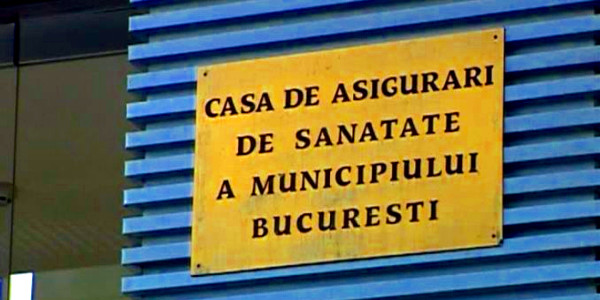 CASA DE ASIGURARI
DE SANATATE
A MUNICIPIULUI
BUCURESTI